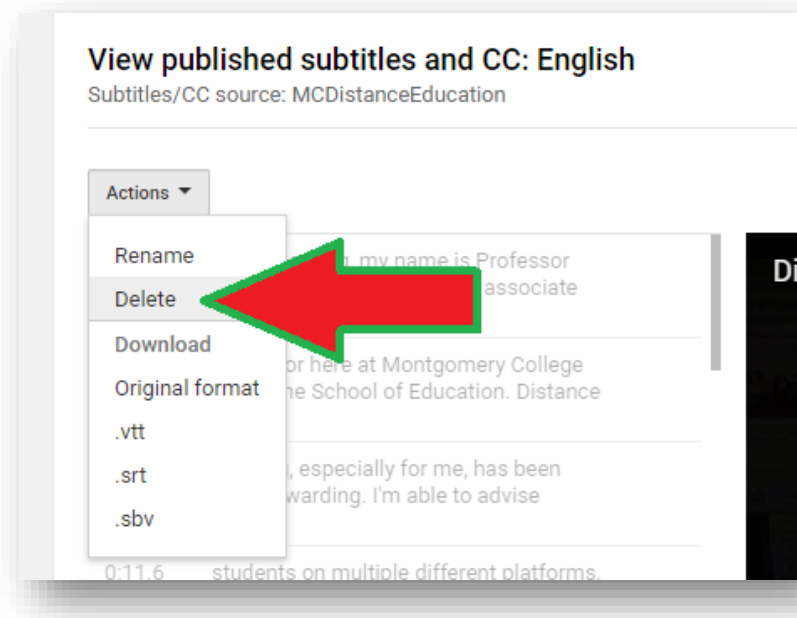 View published subtitles and CC: English
Subtitles/CC source: MCDistanceEducation
Actions
Rename
my name is Professor
Delete
associate
Download
or here at Montgomery College
Original format
School of Education. Distance
.vtt
, especially for me, has been
.srt
warding. I'm able to advise
.sbv
0:11.6 students on multiple different platforms.
Di